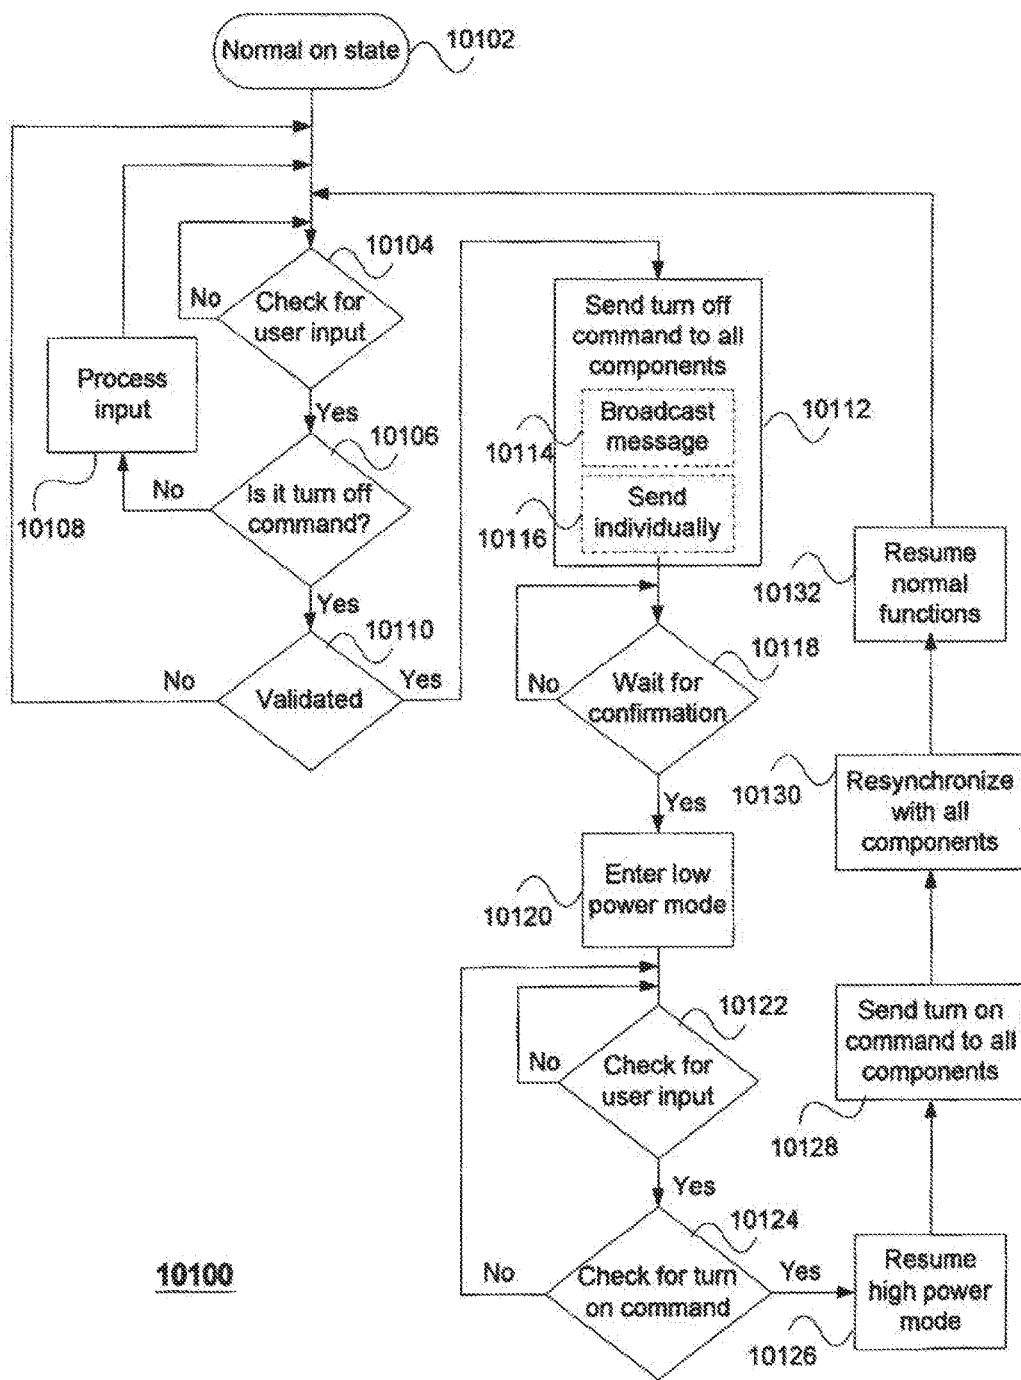 Normal on state
10102
10104
No
Check for
user input
Process
input
Yes
10106
No
Is it turn off
command?
10108
Yes
10110
No
Validated
Yes
Send turn off
command to all
components
Broadcast
message
10112
10114
Send
individually
10116
10118
No
Wait for
confirmation
Yes
Enter low
power mode
10120
10122
No
Check for
user input
Yes
10124
No
Check for turn
on command
Yes
Resume
high power
mode
10126
Send turn on
command to all
components
10128
Resynchronize
with all
components
10130
Resume
normal
functions
10132
10100